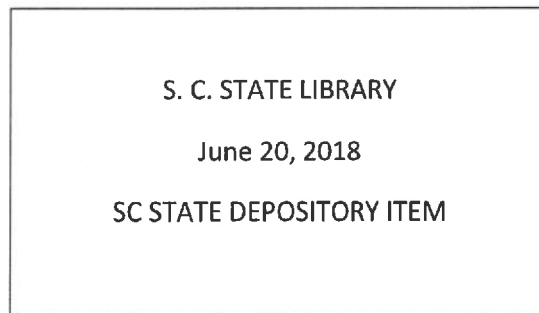 S. C. STATE LIBRARY
June 20, 2018
SC STATE DEPOSITORY ITEM